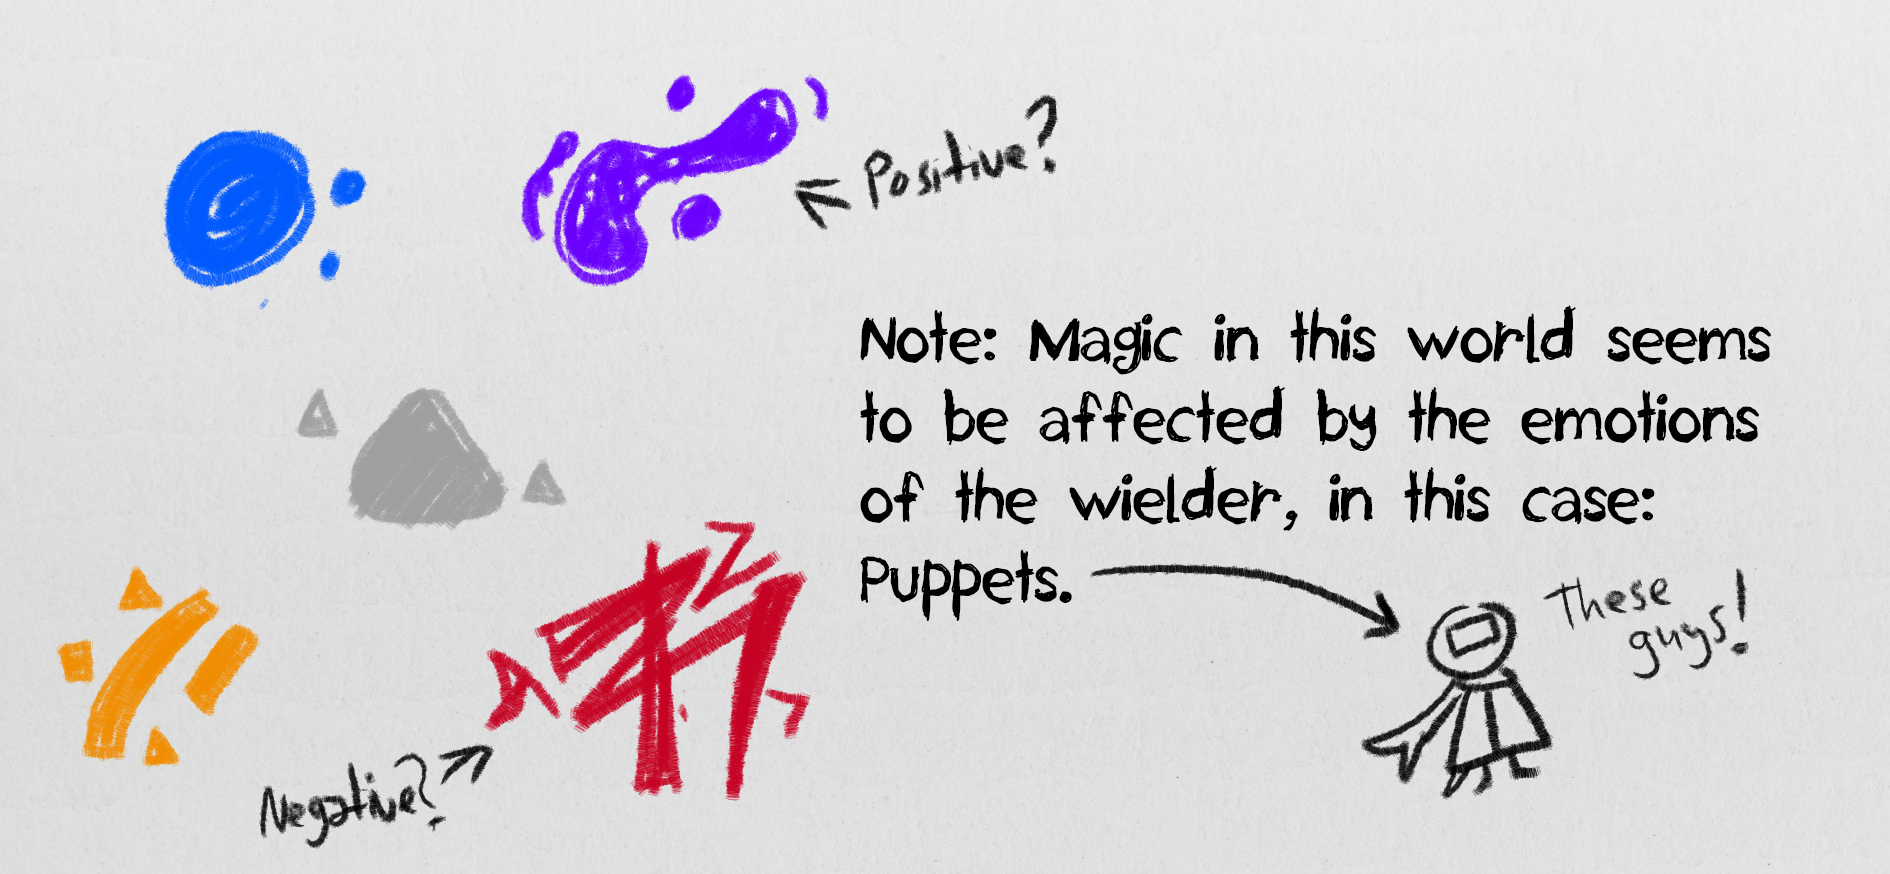 Positive?
Note: Magic in this world seems
to be affected by the emotions
of the wielder, in this case:
Puppets.
These
guys!
Negative?